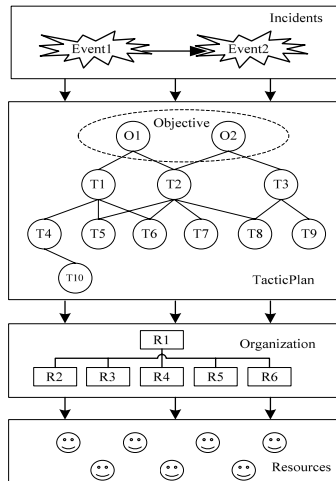 Incidents
Event1 Event2
Objective
O1 O2
T1 T2 T3
T4 T5 T6 T7 T8 T9
T10
TacticPlan
Organization
R1
R2 R3 R4 R5 R6
Resources